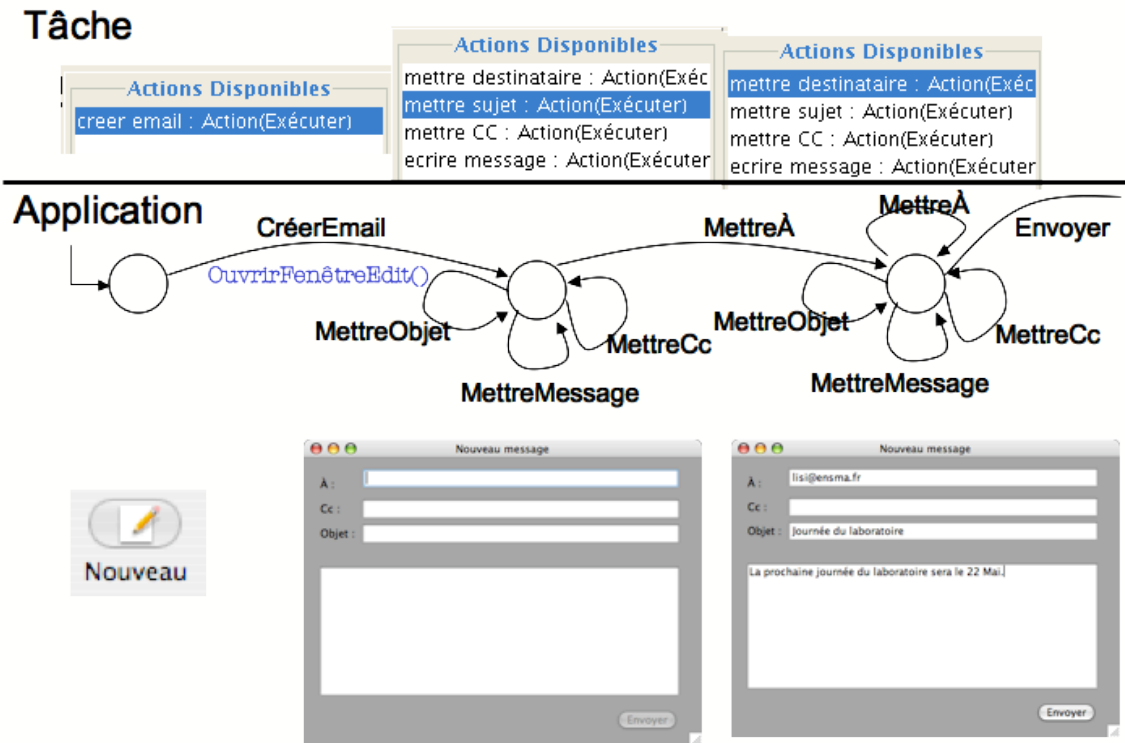 Tâche
Actions Disponibles
creer email : Action(Exécuter)
Actions Disponibles
mettre destinataire : Action(Exéc
mettre sujet : Action(Exécuter)
mettre CC : Action(Exécuter)
ecrire message : Action(Exécuter
Actions Disponibles
mettre destinataire : Action(Exéc
mettre sujet : Action(Exécuter)
mettre CC : Action(Exécuter)
ecrire message : Action(Exécuter
Application
CréerEmail
OuvrirFenêtreEdit()
MettreObjet
MettreMessage
MettreCc
MettreÀ
MettreÀ
Envoyer
MettreObjet
MettreMessage
MettreCc
Nouveau
Nouveau message
À :
Cc :
Objet :
Envoyer
Nouveau message
À : lisi@ensma.fr
Cc :
Objet : Journée du laboratoire
La prochaine journée du laboratoire sera le 22 Mai.
Envoyer